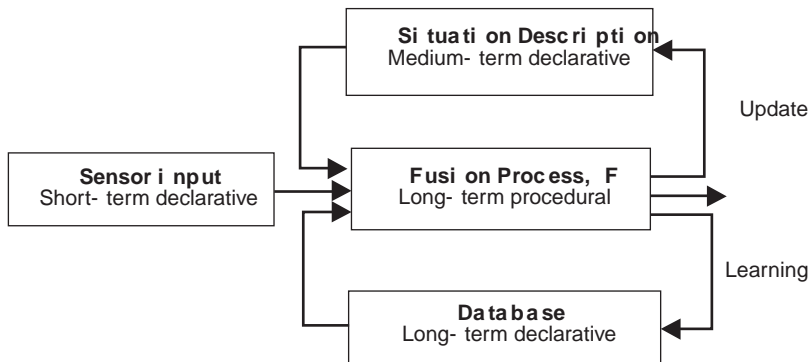 Situation Description
Medium- term declarative
Update
Sensor input
Short- term declarative
Fusion Process, F
Long- term procedural
Learning
Database
Long- term declarative